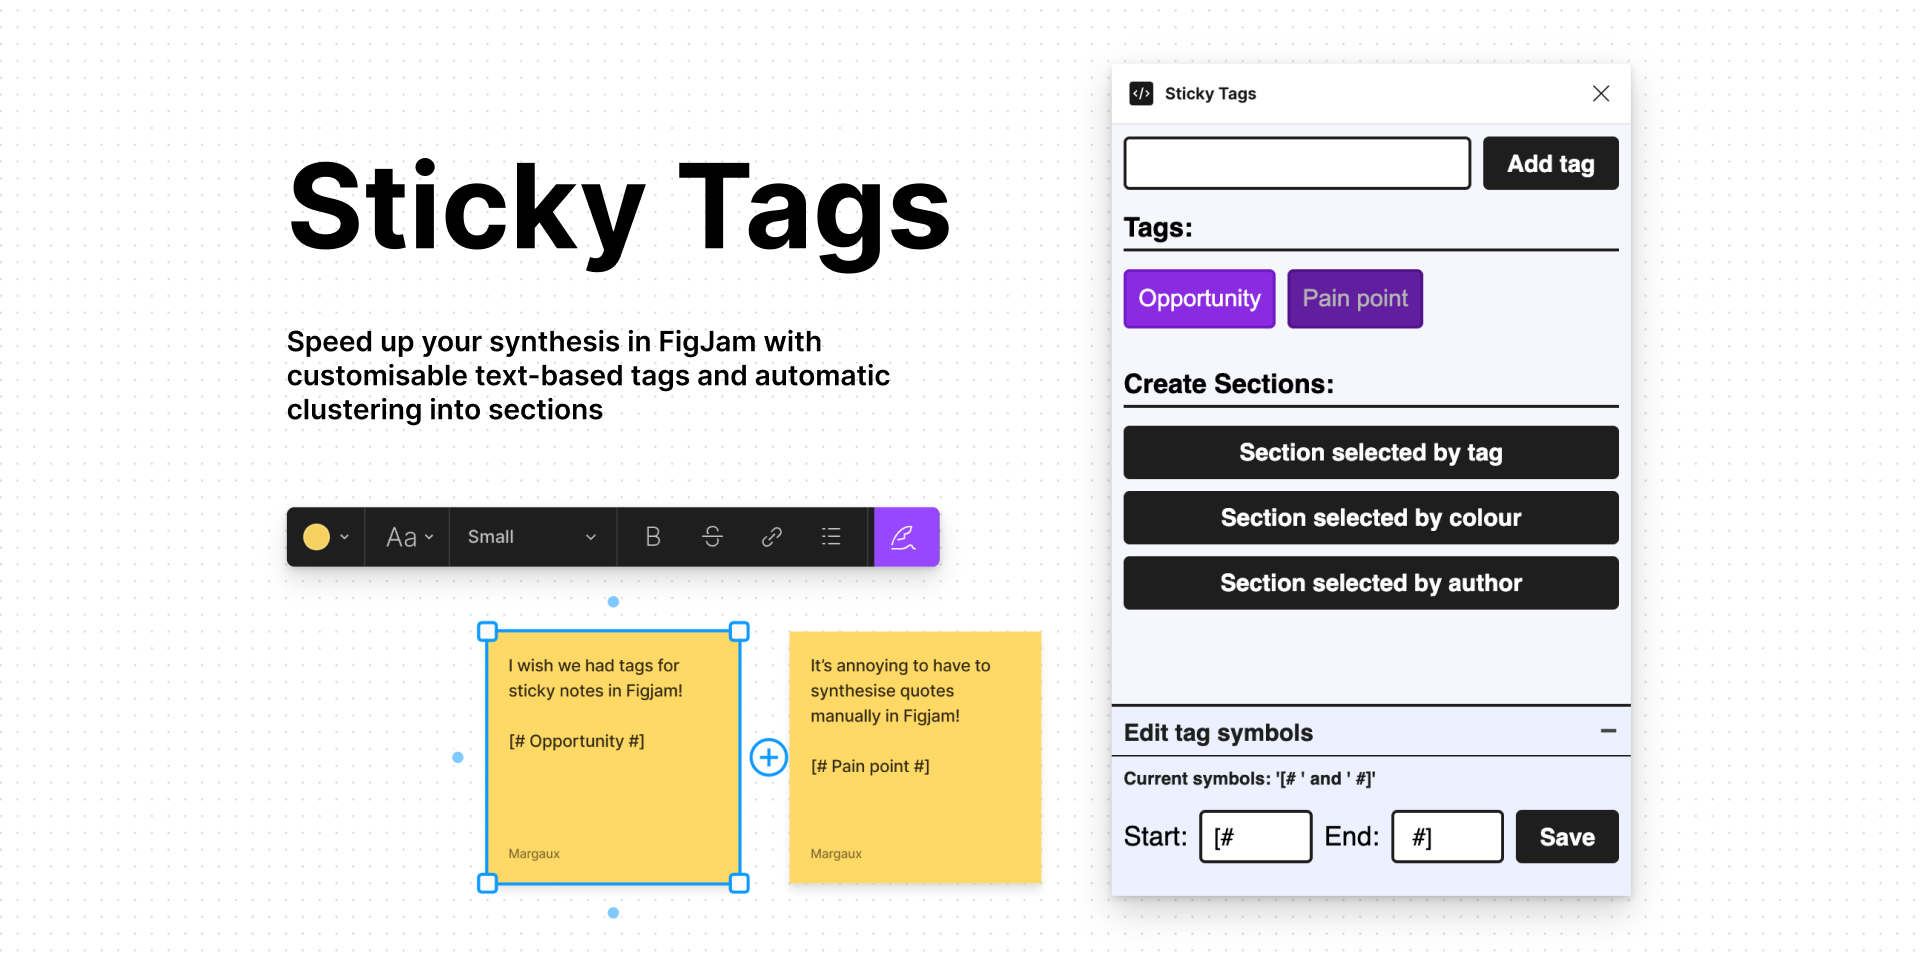 Sticky Tags
Speed up your synthesis in FigJam with
customisable text-based tags and automatic
clustering into sections
Aa
Small
B
S
I wish we had tags for
sticky notes in Figjam!
[# Opportunity #]
Margaux
It's annoying to have to
synthesise quotes
manually in Figjam!
[# Pain point #]
Margaux
</> Sticky Tags
Add tag
Tags:
Opportunity
Pain point
Create Sections:
Section selected by tag
Section selected by colour
Section selected by author
Edit tag symbols
Current symbols: '[# ' and ' #]'
Start: [# End: #] Save